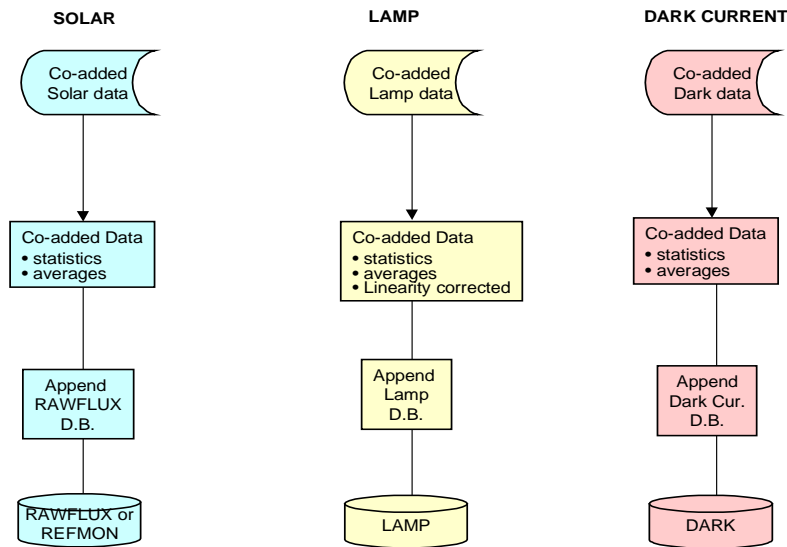 SOLAR
LAMP
DARK CURRENT
Co-added
Solar data
Co-added
Lamp data
Co-added
Dark data
Co-added Data
• statistics
• averages
Co-added Data
• statistics
• averages
• Linearity corrected
Co-added Data
• statistics
• averages
Append
RAWFLUX
D.B.
Append
Lamp
D.B.
Append
Dark Cur.
D.B.
RAWFLUX or
REFMON
LAMP
DARK